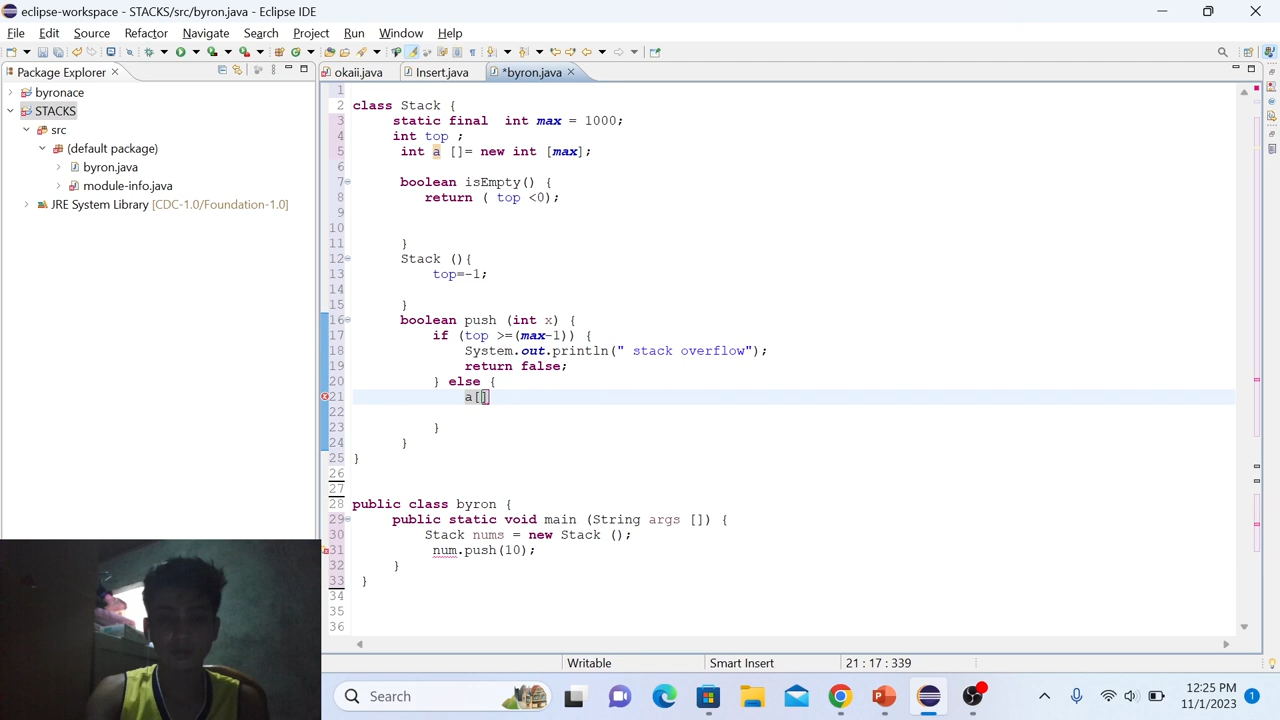 eclipse-workspace - STACKS/src/byron.java - Eclipse IDE
File Edit Source Refactor Navigate Search Project Run Window Help
Package Explorer
okaii.java Insert.java *byron.java
byronace
STACKS
src
(default package)
byron.java
module-info.java
JRE System Library [CDC-1.0/Foundation-1.0]
1
2 class Stack {
3 static final int max = 1000;
4 int top ;
5 int a []= new int [max];
6
7 boolean isEmpty() {
8 return ( top <0);
9
10
11 }
12 Stack (){
13 top=-1;
14
15 }
16 boolean push (int x) {
17 if (top >=(max-1)) {
18 System.out.println(" stack overflow");
19 return false;
20 } else {
21 a[]
22
23 }
24 }
25 }
26
27
28 public class byron {
29 public static void main (String args []) {
30 Stack nums = new Stack ();
31 num.push(10);
32 }
33 }
34
35
36
Writable Smart Insert 21 : 17 : 339
Search
12:25 PM
11/1/2023
1